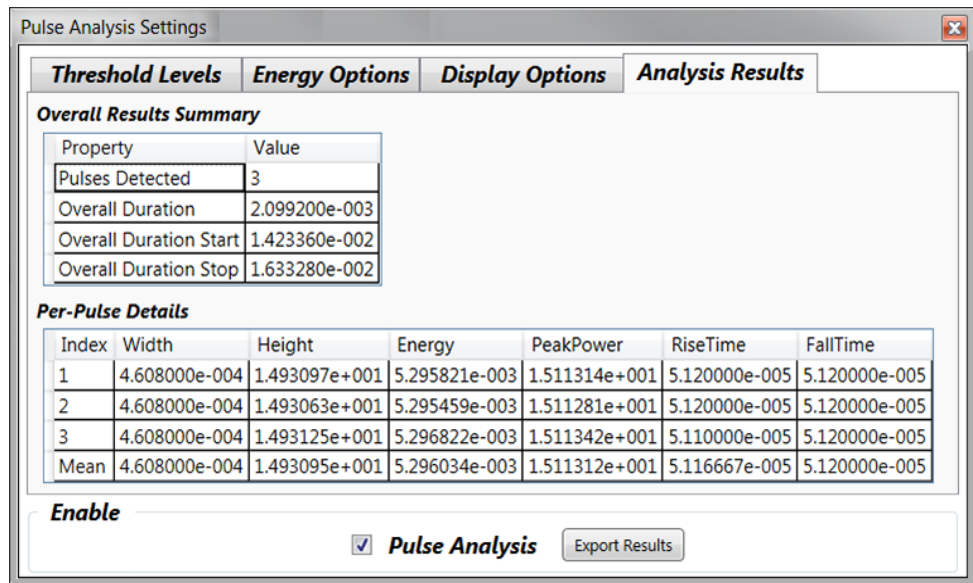 Pulse Analysis Settings
Threshold Levels Energy Options Display Options Analysis Results
Overall Results Summary
Property Value
Pulses Detected 3
Overall Duration 2.099200e-003
Overall Duration Start 1.423360e-002
Overall Duration Stop 1.633280e-002
Per-Pulse Details
Index Width Height Energy PeakPower RiseTime FallTime
1 4.608000e-004 1.493097e+001 5.295821e-003 1.511314e+001 5.120000e-005 5.120000e-005
2 4.608000e-004 1.493063e+001 5.295459e-003 1.511281e+001 5.120000e-005 5.120000e-005
3 4.608000e-004 1.493125e+001 5.296822e-003 1.511342e+001 5.110000e-005 5.120000e-005
Mean 4.608000e-004 1.493095e+001 5.296034e-003 1.511312e+001 5.116667e-005 5.120000e-005
Enable
Pulse Analysis Export Results